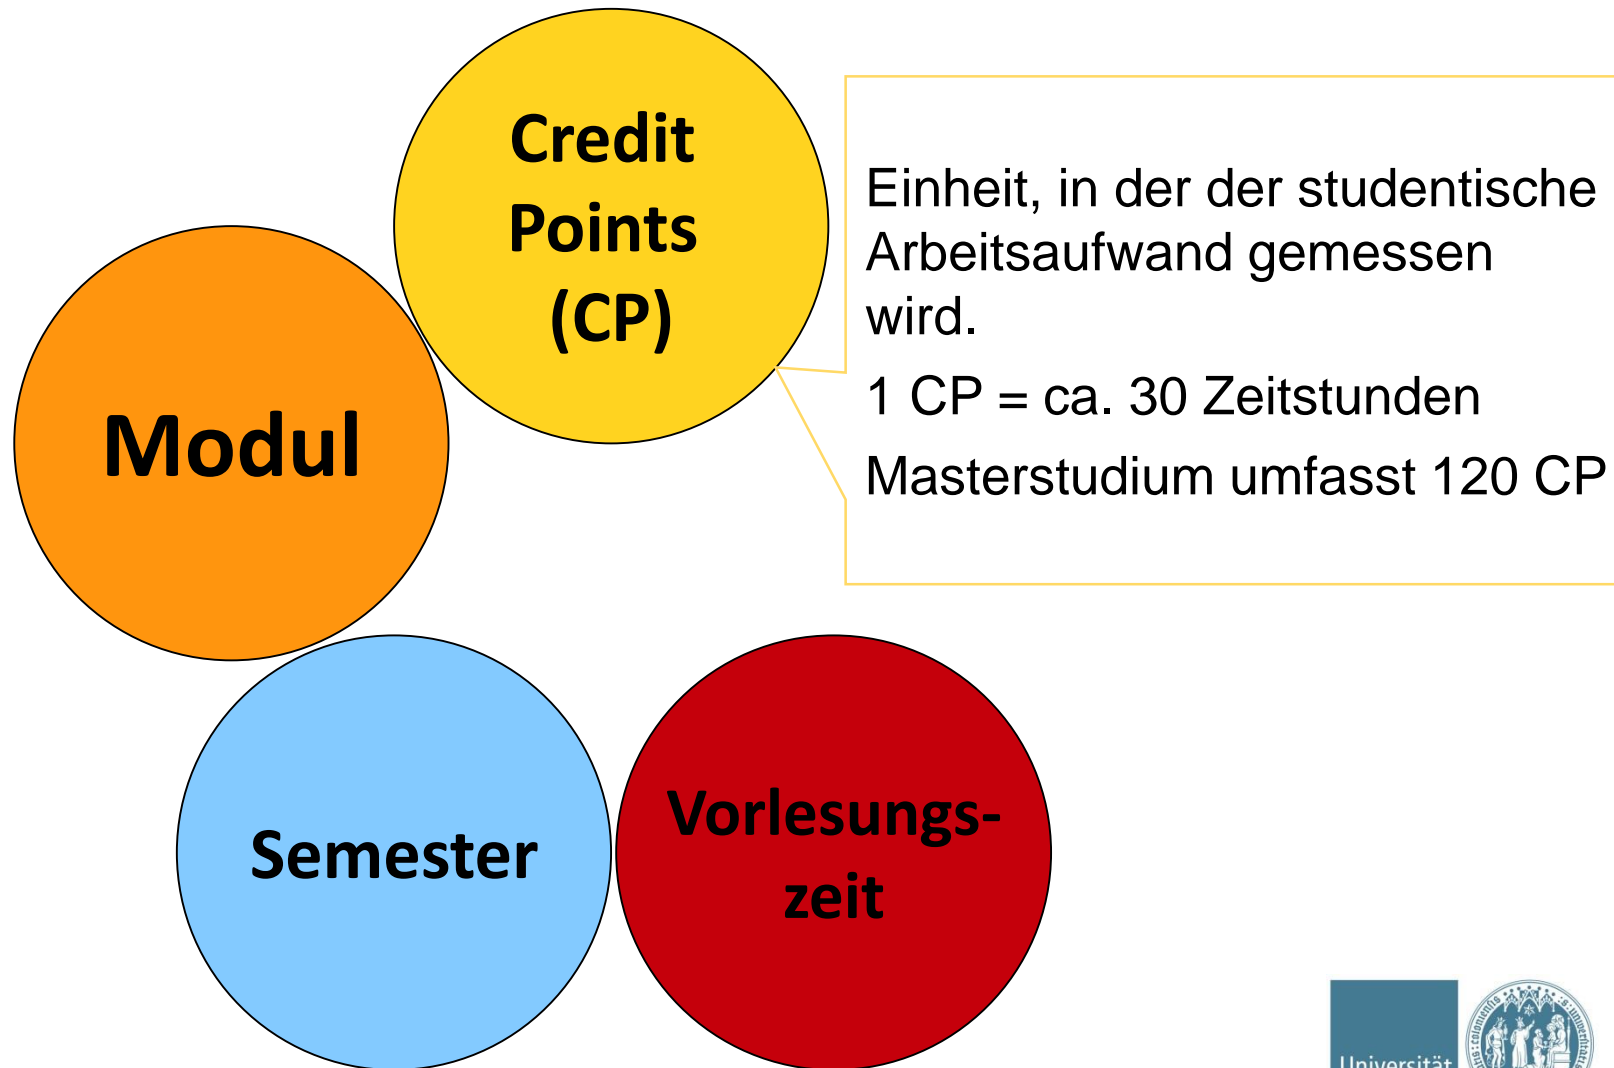 Credit
Points
(CP)
Einheit, in der der studentische
Arbeitsaufwand gemessen
wird.
1 CP = ca. 30 Zeitstunden
Masterstudium umfasst 120 CP
Modul
Semester
Vorlesungs-
zeit
Universität